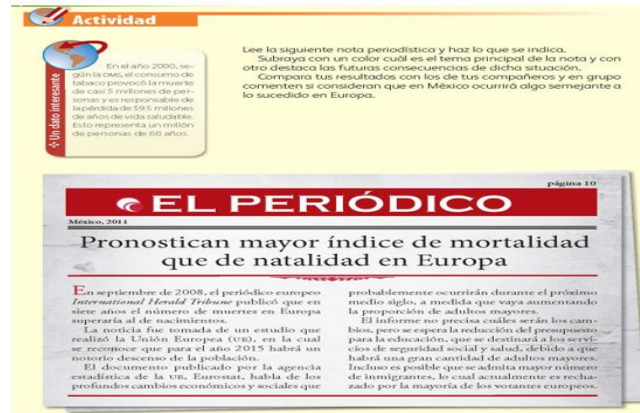 Actividad
Un dato interesante
En el año 2000, se-
gún la OMS, el consumo de
tabaco provocó la muerte
de casi 5 millones de per-
sonas y es responsable de
la pérdida de 59.5 millones
de años de vida saludable.
Esto representa un millón
de personas de 60 años.
Lee la siguiente nota periodística y haz lo que se indica.
Subraya con un color cuál es el tema principal de la nota y con
otro destaca las futuras consecuencias de dicha situación.
Compara tus resultados con los de tus compañeros y en grupo
comenten si consideran que en México ocurrirá algo semejante a
lo sucedido en Europa.
página 10
EL PERIÓDICO
México, 2011
Pronostican mayor índice de mortalidad
que de natalidad en Europa
En septiembre de 2008, el periódico europeo
International Herald Tribune publicó que en
siete años el número de muertes en Europa
superaría al de nacimientos.
La noticia fue tomada de un estudio que
realizó la Unión Europea (UE), en la cual
se reconoce que para el año 2015 habrá un
notorio descenso de la población.
El documento publicado por la agencia
estadística de la UE, Eurostat, habla de los
profundos cambios económicos y sociales que
probablemente ocurrirán durante el próximo
medio siglo, a medida que vaya aumentando
la proporción de adultos mayores.
El informe no precisa cuáles serán los cam-
bios, pero se espera la reducción del presupuesto
para la educación, que se destinará a los servi-
cios de seguridad social y salud, debido a que
habrá una gran cantidad de adultos mayores.
Incluso es posible que se admita mayor número
de inmigrantes, lo cual actualmente es recha-
zado por la mayoría de los votantes europeos.